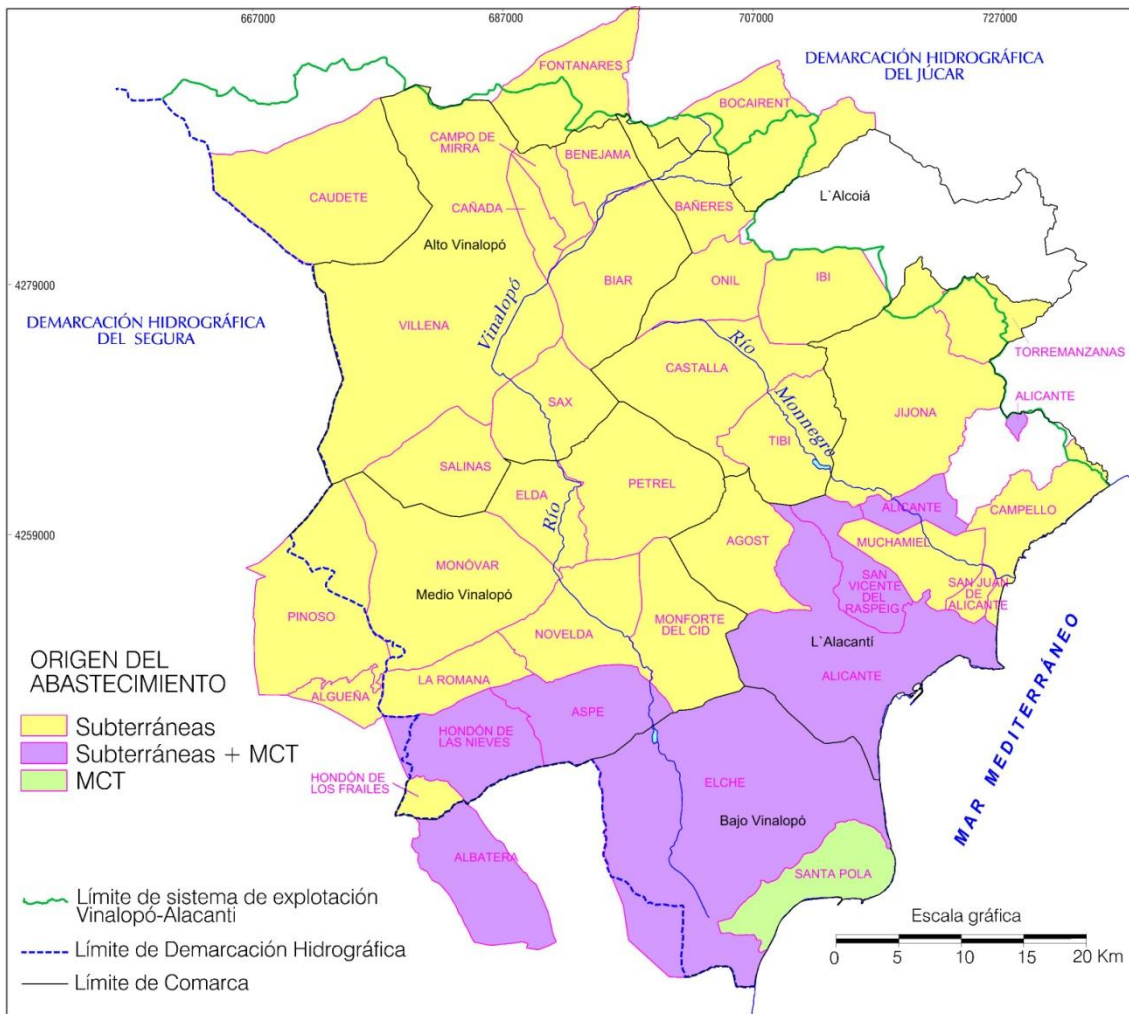 667000
687000
707000
727000
FONTANARES
DEMARCACIÓN HIDROGRÁFICA
DEL JÚCAR
BOCAIRENT
CAMPO DE
MIRRA
BENEJAMA
CAUDETE
CAÑADA
L`Alcoiá
BAÑERES
Alto Vinalopó
4279000
BIAR
ONIL
IBI
DEMARCACIÓN HIDROGRÁFICA
DEL SEGURA
VILLENA
Vinalopó
Río
Monnegro
TORREMANZANAS
CASTALLA
ALICANTE
SAX
JIJONA
TIBI
SALINAS
ELDA
PETREL
Río
ALICANTE
CAMPELLO
4259000
AGOST
MUCHAMIEL
MONÓVAR
SAN
VICENTE
DEL
RASPEIG
SAN JUAN
DE
ALICANTE
Medio Vinalopó
PINOSO
NOVELDA
MONFORTE
DEL CID
L`Alacantí
ORIGEN DEL
ABASTECIMIENTO
LA ROMANA
ALICANTE
ALGUEÑA
Subterráneas
ASPE
HONDÓN DE
LAS NIEVES
Subterráneas + MCT
MCT
HONDÓN DE
LOS FRAILES
ELCHE
Bajo Vinalopó
MAR MEDITERRÁNEO
ALBATERA
SANTA POLA
Límite de sistema de explotación
Vinalopó-Alacanti
Límite de Demarcación Hidrográfica
Límite de Comarca
Escala gráfica
0 5 10 15 20 Km